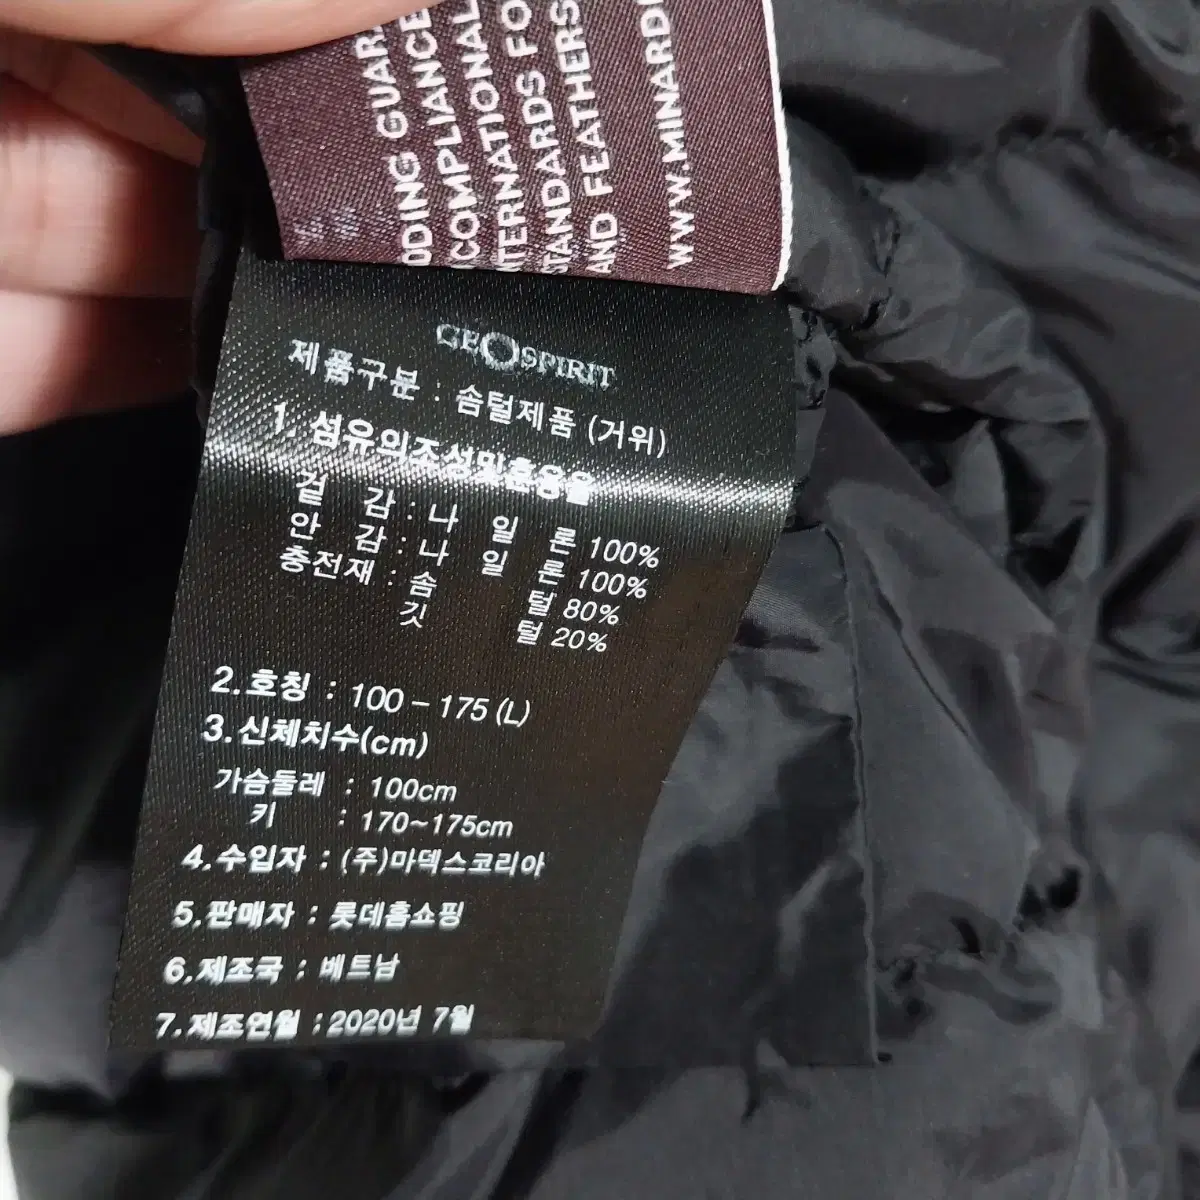 DDING GUAR
COMPLIANCE
NTERNATIONAL
STANDARDS FO
AND FEATHERS
WWW.MINARDI
GEOSPIRIT
제품구분 : 솜털제품 (거위)
1. 섬유의조성및혼용율
겉 감 : 나 일 론 100%
안 감 : 나 일 론 100%
충전재 : 솜 털 80%
깃 털 20%
2.호칭 : 100 - 175 (L)
3.신체치수(cm)
가슴둘레 : 100cm
키 : 170~175cm
4.수입자 : (주)마덱스코리아
5.판매자 : 롯데홈쇼핑
6.제조국 : 베트남
7.제조연월 : 2020년 7월